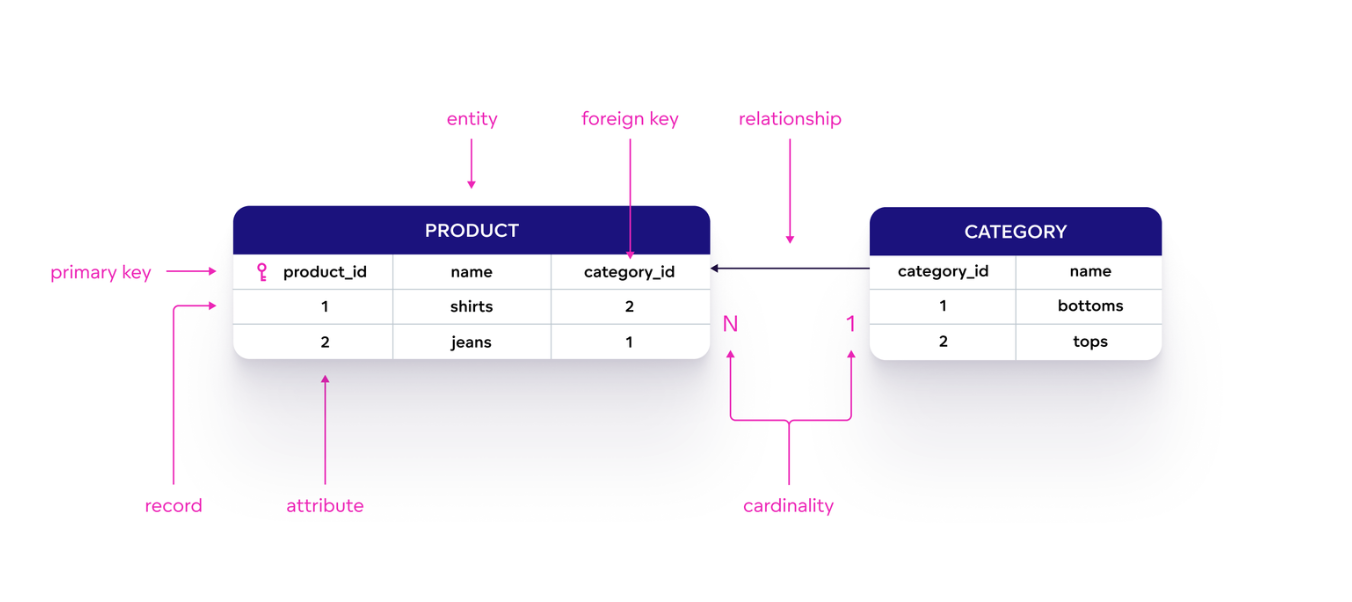 entity foreign key relationship
PRODUCT CATEGORY
primary key product_id name category_id category_id name
1 shirts 2 1 bottoms
2 jeans 1 2 tops
N 1
record attribute cardinality